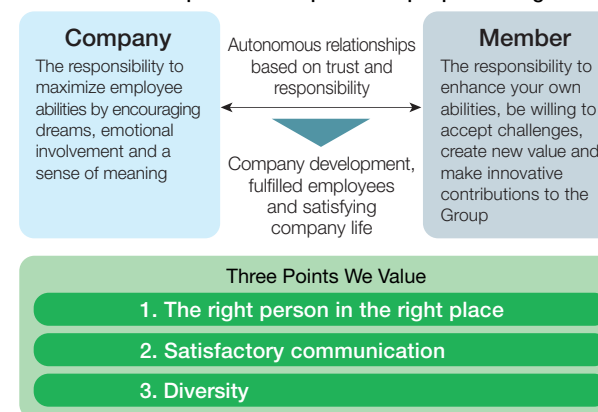 Company
The responsibility to
maximize employee
abilities by encouraging
dreams, emotional
involvement and a
sense of meaning
Autonomous relationships
based on trust and
responsibility
Company development,
fulfilled employees
and satisfying
company life
Member
The responsibility to
enhance your own
abilities, be willing to
accept challenges,
create new value and
make innovative
contributions to the
Group
Three Points We Value
1. The right person in the right place
2. Satisfactory communication
3. Diversity